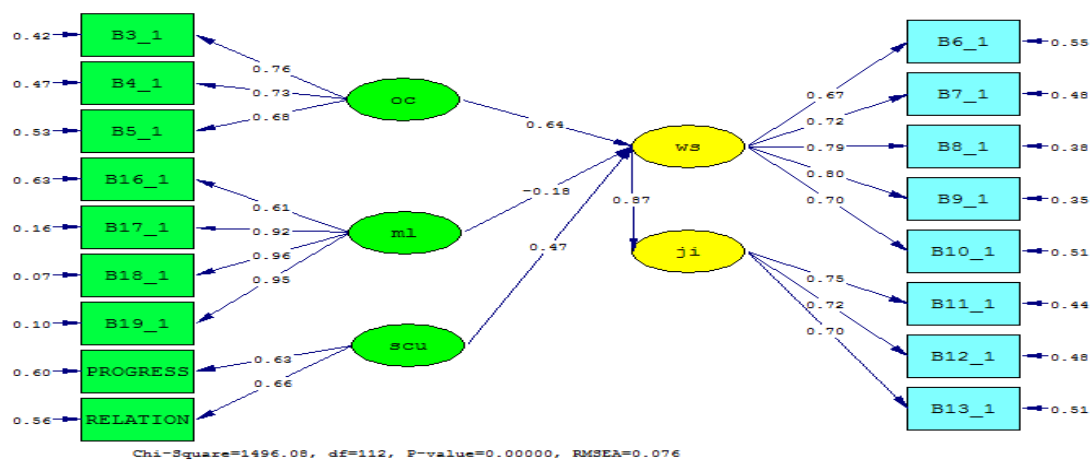 0.42 B3_1
0.47 B4_1
0.53 B5_1
0.63 B16_1
0.16 B17_1
0.07 B18_1
0.10 B19_1
0.60 PROGRESS
0.56 RELATION
0.76
0.73
0.68
0.61
0.92
0.96
0.95
0.63
0.66
oc
ml
scu
0.64
-0.18
0.47
ws
0.87
ji
0.67
0.72
0.79
0.80
0.70
0.75
0.72
0.70
B6_1 0.55
B7_1 0.48
B8_1 0.38
B9_1 0.35
B10_1 0.51
B11_1 0.44
B12_1 0.48
B13_1 0.51
Chi-Square=1496.08, df=112, P-value=0.00000, RMSEA=0.076